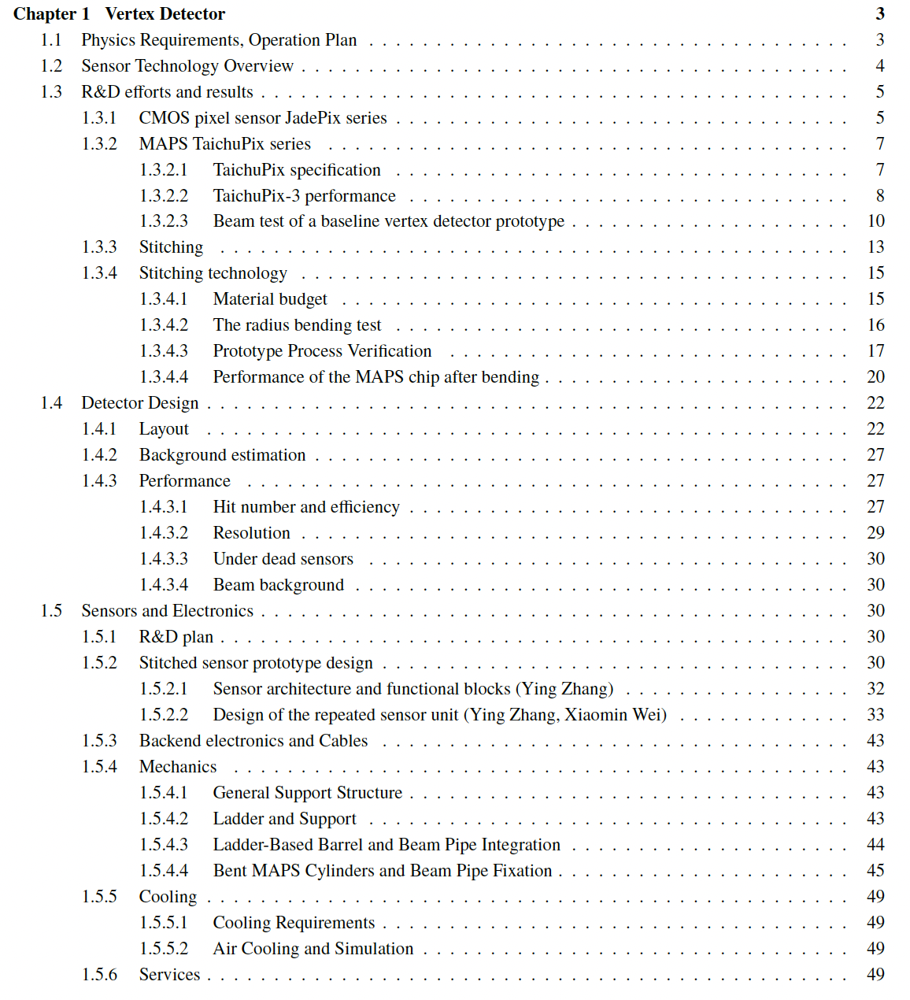 Chapter 1 Vertex Detector 3
1.1 Physics Requirements, Operation Plan . . . . . . . . . . . . . . . . . . . . . . . . . . . . . . . . . . . . 3
1.2 Sensor Technology Overview . . . . . . . . . . . . . . . . . . . . . . . . . . . . . . . . . . . . . . . . . 4
1.3 R&D efforts and results . . . . . . . . . . . . . . . . . . . . . . . . . . . . . . . . . . . . . . . . . . . . 5
1.3.1 CMOS pixel sensor JadePix series . . . . . . . . . . . . . . . . . . . . . . . . . . . . . . . . . . 5
1.3.2 MAPS TaichuPix series . . . . . . . . . . . . . . . . . . . . . . . . . . . . . . . . . . . . . . . 7
1.3.2.1 TaichuPix specification . . . . . . . . . . . . . . . . . . . . . . . . . . . . . . . . . . 7
1.3.2.2 TaichuPix-3 performance . . . . . . . . . . . . . . . . . . . . . . . . . . . . . . . . . 8
1.3.2.3 Beam test of a baseline vertex detector prototype . . . . . . . . . . . . . . . . . . . . . 10
1.3.3 Stitching . . . . . . . . . . . . . . . . . . . . . . . . . . . . . . . . . . . . . . . . . . . . . . . 13
1.3.4 Stitching technology . . . . . . . . . . . . . . . . . . . . . . . . . . . . . . . . . . . . . . . . . 15
1.3.4.1 Material budget . . . . . . . . . . . . . . . . . . . . . . . . . . . . . . . . . . . . . . 15
1.3.4.2 The radius bending test . . . . . . . . . . . . . . . . . . . . . . . . . . . . . . . . . . 16
1.3.4.3 Prototype Process Verification . . . . . . . . . . . . . . . . . . . . . . . . . . . . . . 17
1.3.4.4 Performance of the MAPS chip after bending . . . . . . . . . . . . . . . . . . . . . . . 20
1.4 Detector Design . . . . . . . . . . . . . . . . . . . . . . . . . . . . . . . . . . . . . . . . . . . . . . . . 22
1.4.1 Layout . . . . . . . . . . . . . . . . . . . . . . . . . . . . . . . . . . . . . . . . . . . . . . . . 22
1.4.2 Background estimation . . . . . . . . . . . . . . . . . . . . . . . . . . . . . . . . . . . . . . . . 27
1.4.3 Performance . . . . . . . . . . . . . . . . . . . . . . . . . . . . . . . . . . . . . . . . . . . . . 27
1.4.3.1 Hit number and efficiency . . . . . . . . . . . . . . . . . . . . . . . . . . . . . . . . . 27
1.4.3.2 Resolution . . . . . . . . . . . . . . . . . . . . . . . . . . . . . . . . . . . . . . . . . 29
1.4.3.3 Under dead sensors . . . . . . . . . . . . . . . . . . . . . . . . . . . . . . . . . . . . 30
1.4.3.4 Beam background . . . . . . . . . . . . . . . . . . . . . . . . . . . . . . . . . . . . . 30
1.5 Sensors and Electronics . . . . . . . . . . . . . . . . . . . . . . . . . . . . . . . . . . . . . . . . . . . . 30
1.5.1 R&D plan . . . . . . . . . . . . . . . . . . . . . . . . . . . . . . . . . . . . . . . . . . . . . . . 30
1.5.2 Stitched sensor prototype design . . . . . . . . . . . . . . . . . . . . . . . . . . . . . . . . . . . 30
1.5.2.1 Sensor architecture and functional blocks (Ying Zhang) . . . . . . . . . . . . . . . . . 32
1.5.2.2 Design of the repeated sensor unit (Ying Zhang, Xiaomin Wei) . . . . . . . . . . . . . 33
1.5.3 Backend electronics and Cables . . . . . . . . . . . . . . . . . . . . . . . . . . . . . . . . . . . 43
1.5.4 Mechanics . . . . . . . . . . . . . . . . . . . . . . . . . . . . . . . . . . . . . . . . . . . . . . 43
1.5.4.1 General Support Structure . . . . . . . . . . . . . . . . . . . . . . . . . . . . . . . . . 43
1.5.4.2 Ladder and Support . . . . . . . . . . . . . . . . . . . . . . . . . . . . . . . . . . . . 43
1.5.4.3 Ladder-Based Barrel and Beam Pipe Integration . . . . . . . . . . . . . . . . . . . . . 44
1.5.4.4 Bent MAPS Cylinders and Beam Pipe Fixation . . . . . . . . . . . . . . . . . . . . . . 45
1.5.5 Cooling . . . . . . . . . . . . . . . . . . . . . . . . . . . . . . . . . . . . . . . . . . . . . . . . 49
1.5.5.1 Cooling Requirements . . . . . . . . . . . . . . . . . . . . . . . . . . . . . . . . . . . 49
1.5.5.2 Air Cooling and Simulation . . . . . . . . . . . . . . . . . . . . . . . . . . . . . . . . 49
1.5.6 Services . . . . . . . . . . . . . . . . . . . . . . . . . . . . . . . . . . . . . . . . . . . . . . . . 49